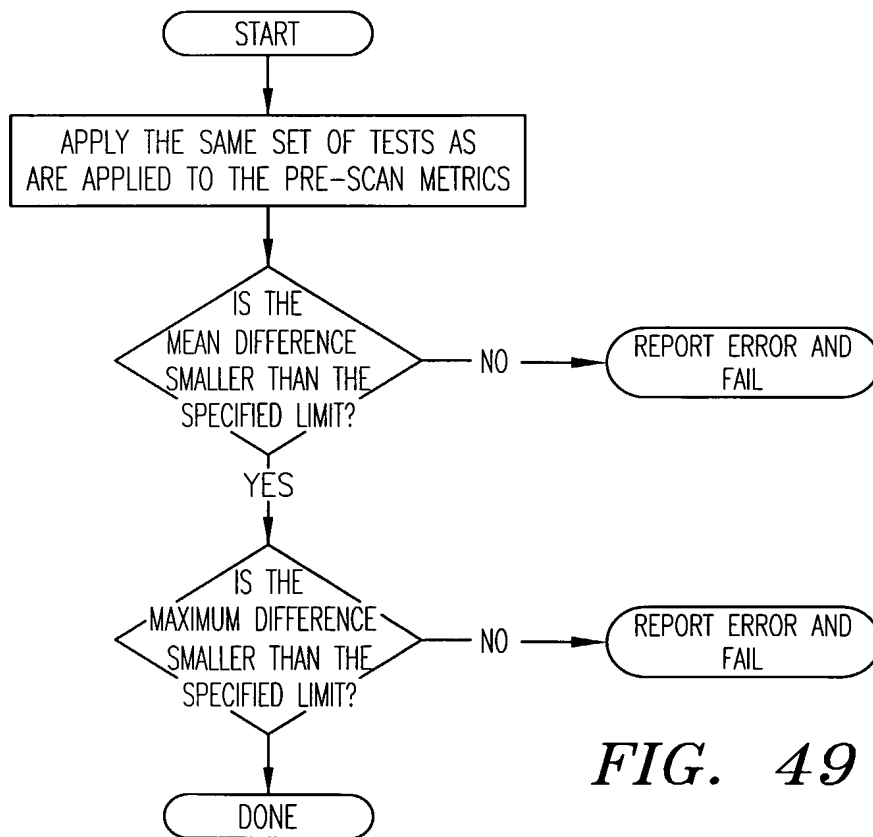 START
APPLY THE SAME SET OF TESTS AS
ARE APPLIED TO THE PRE-SCAN METRICS
IS THE
MEAN DIFFERENCE
SMALLER THAN THE
SPECIFIED LIMIT?
NO
REPORT ERROR AND
FAIL
YES
IS THE
MAXIMUM DIFFERENCE
SMALLER THAN THE
SPECIFIED LIMIT?
NO
REPORT ERROR AND
FAIL
DONE
FIG. 49